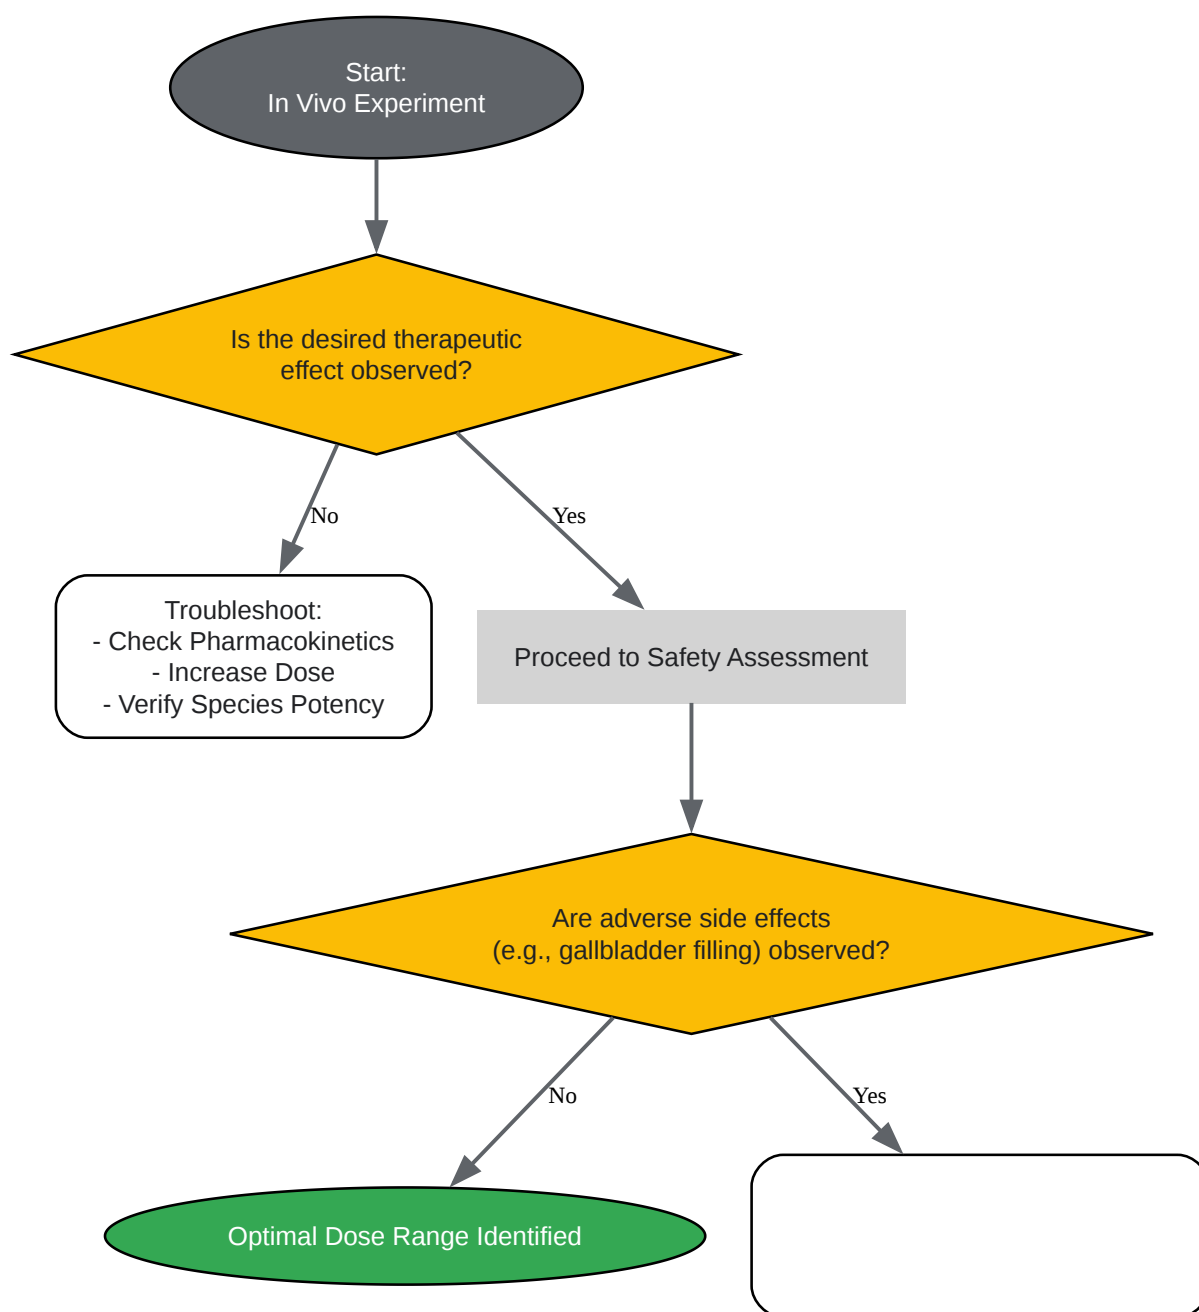 Start:
In Vivo Experiment
Is the desired therapeutic
effect observed?
No
Yes
Troubleshoot:
- Check Pharmacokinetics
- Increase Dose
- Verify Species Potency
Proceed to Safety Assessment
Are adverse side effects
(e.g., gallbladder filling) observed?
No
Yes
Optimal Dose Range Identified